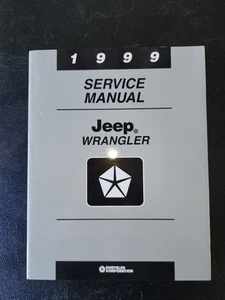 1999
SERVICE
MANUAL
Jeep®
WRANGLER
CHRYSLER
CORPORATION